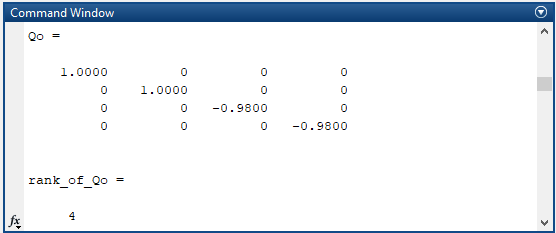 Command Window
Qo =
1.0000 0 0 0
0 1.0000 0 0
0 0 -0.9800 0
0 0 0 -0.9800
rank_of_Qo =
4
fx